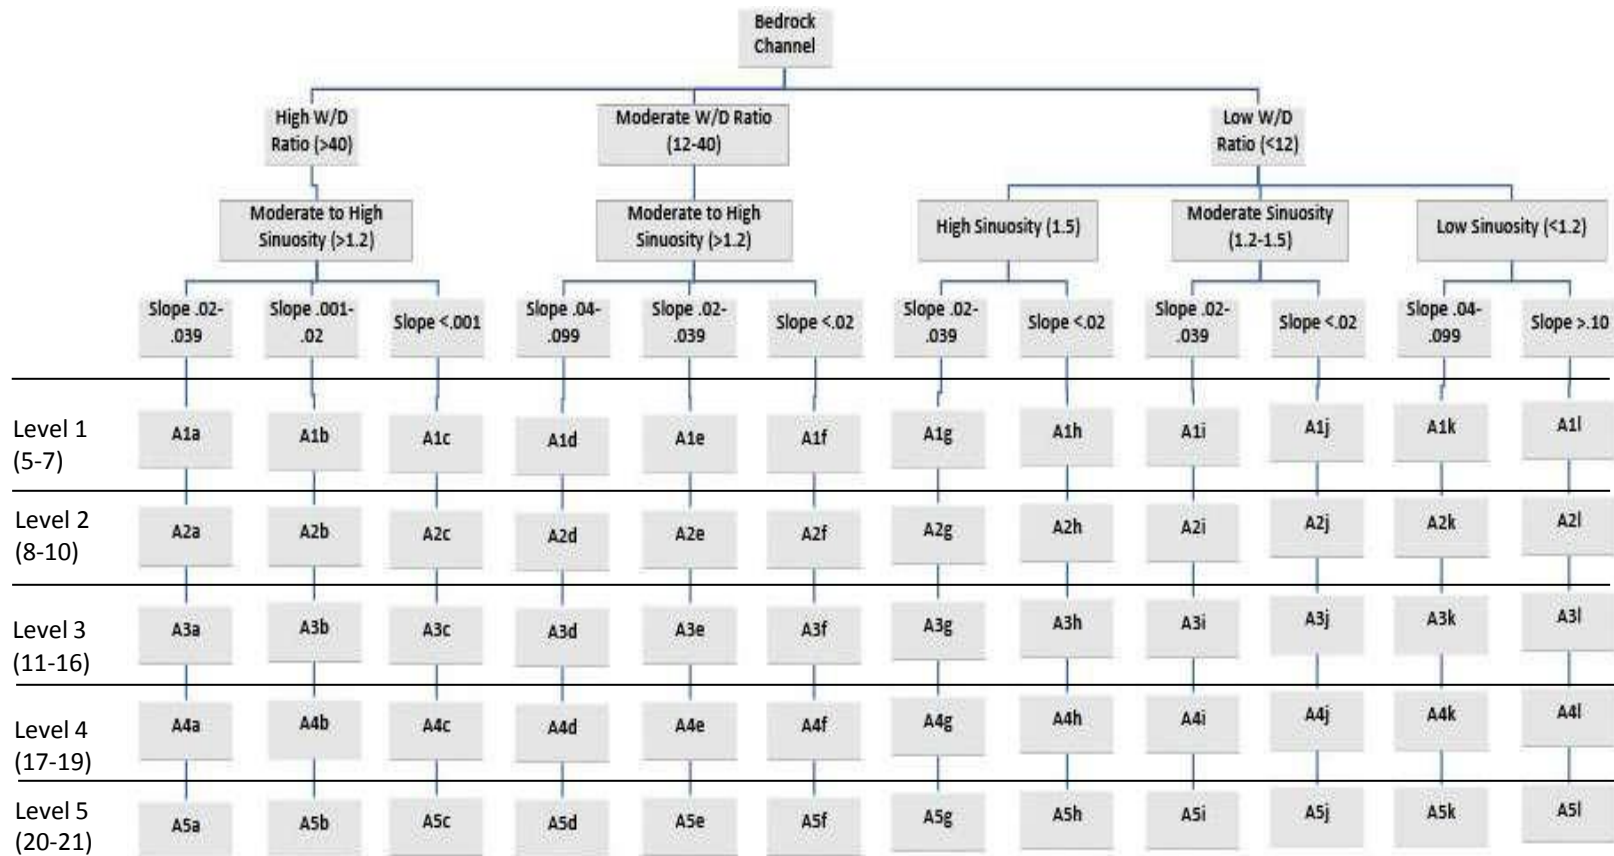 Bedrock
Channel
High W/D
Ratio (>40)
Moderate W/D Ratio
(12-40)
Low W/D
Ratio (<12)
Moderate to High
Sinuosity (>1.2)
Moderate to High
Sinuosity (>1.2)
High Sinuosity (1.5)
Moderate Sinuosity
(1.2-1.5)
Low Sinuosity (<1.2)
Slope .02-
.039
Slope .001-
.02
Slope <.001
Slope .04-
.099
Slope .02-
.039
Slope <.02
Slope .02-
.039
Slope <.02
Slope .02-
.039
Slope <.02
Slope .04-
.099
Slope >.10
Level 1
(5-7)
A1a
A1b
A1c
A1d
A1e
A1f
A1g
A1h
A1i
A1j
A1k
A1l
Level 2
(8-10)
A2a
A2b
A2c
A2d
A2e
A2f
A2g
A2h
A2i
A2j
A2k
A2l
Level 3
(11-16)
A3a
A3b
A3c
A3d
A3e
A3f
A3g
A3h
A3i
A3j
A3k
A3l
Level 4
(17-19)
A4a
A4b
A4c
A4d
A4e
A4f
A4g
A4h
A4i
A4j
A4k
A4l
Level 5
(20-21)
A5a
A5b
A5c
A5d
A5e
A5f
A5g
A5h
A5i
A5j
A5k
A5l